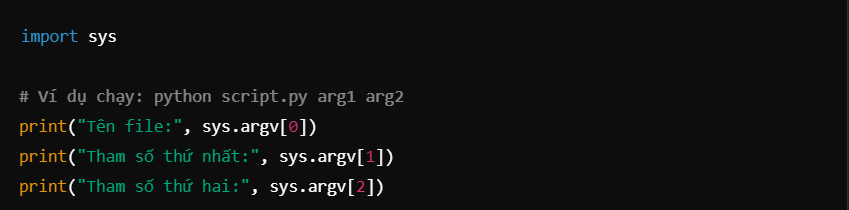 import sys
# Ví dụ chạy: python script.py arg1 arg2
print("Tên file:", sys.argv[0])
print("Tham số thứ nhất:", sys.argv[1])
print("Tham số thứ hai:", sys.argv[2])